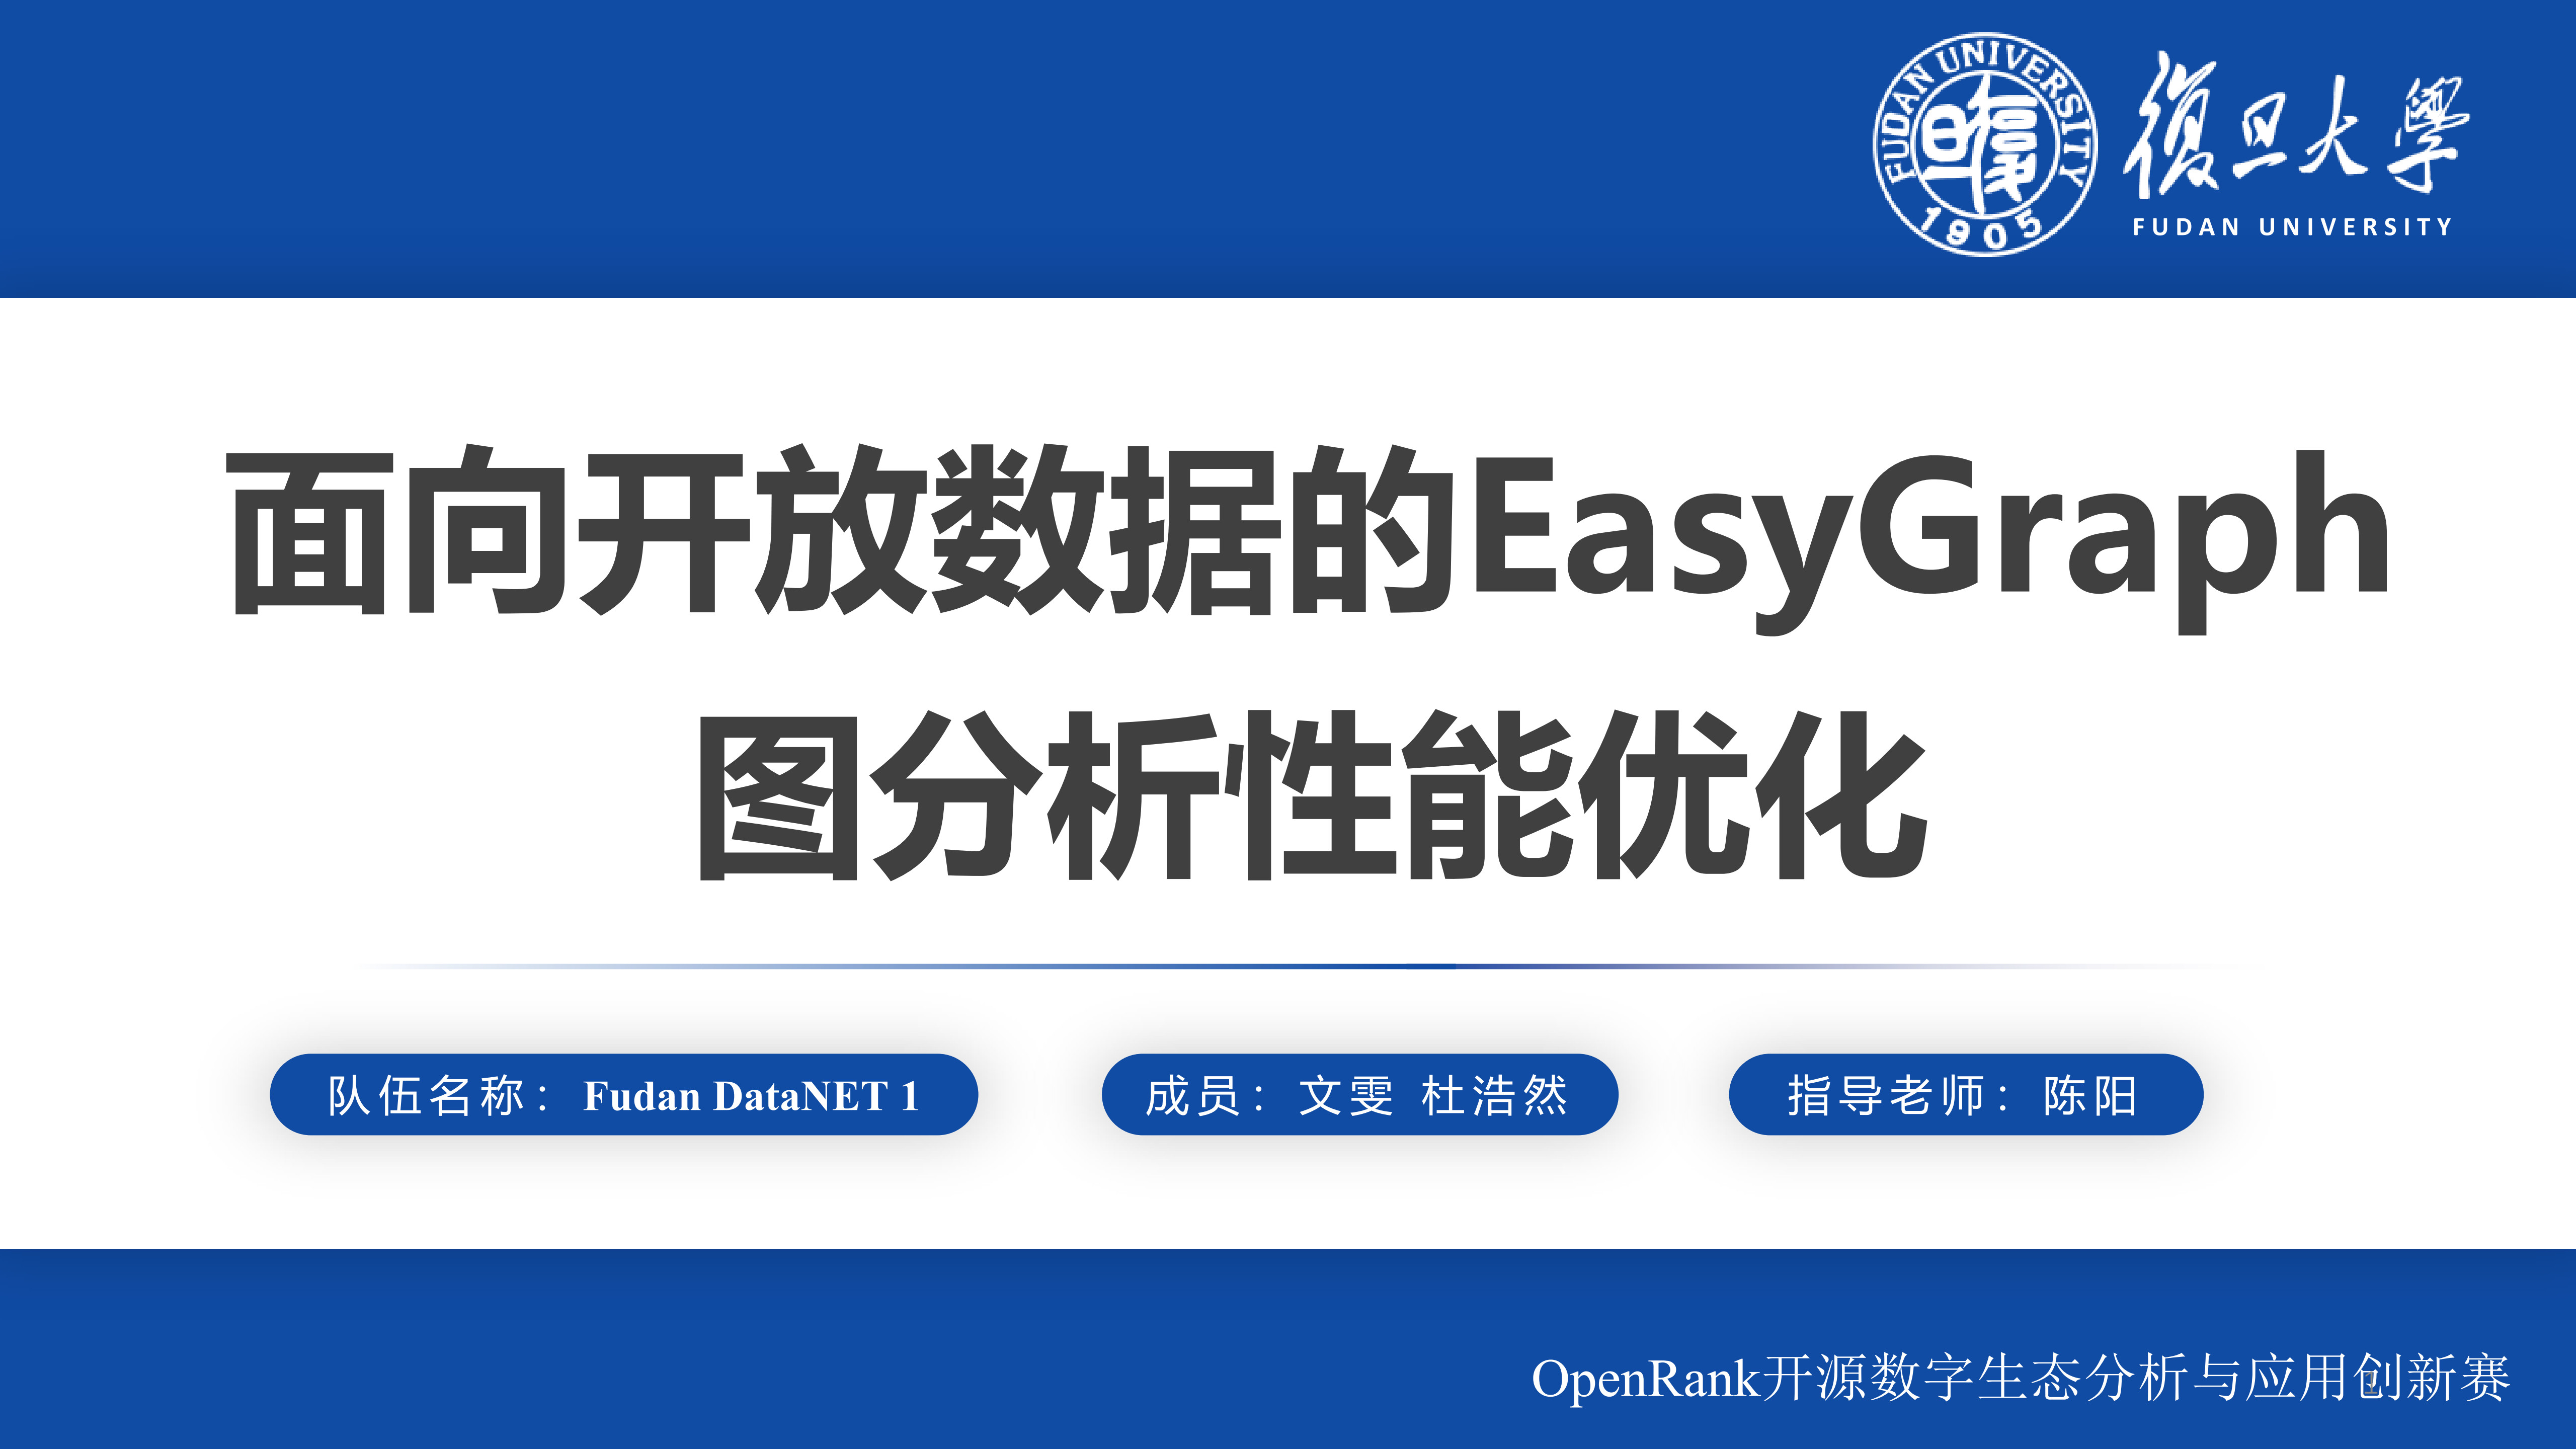 FUDAN UNIVERSITY
復旦
1905
復旦大學
FUDAN UNIVERSITY
面向开放数据的EasyGraph
图分析性能优化
队伍名称：Fudan DataNET 1
成员：文雯 杜浩然
指导老师：陈阳
OpenRank开源数字生态分析与应用创新赛
1